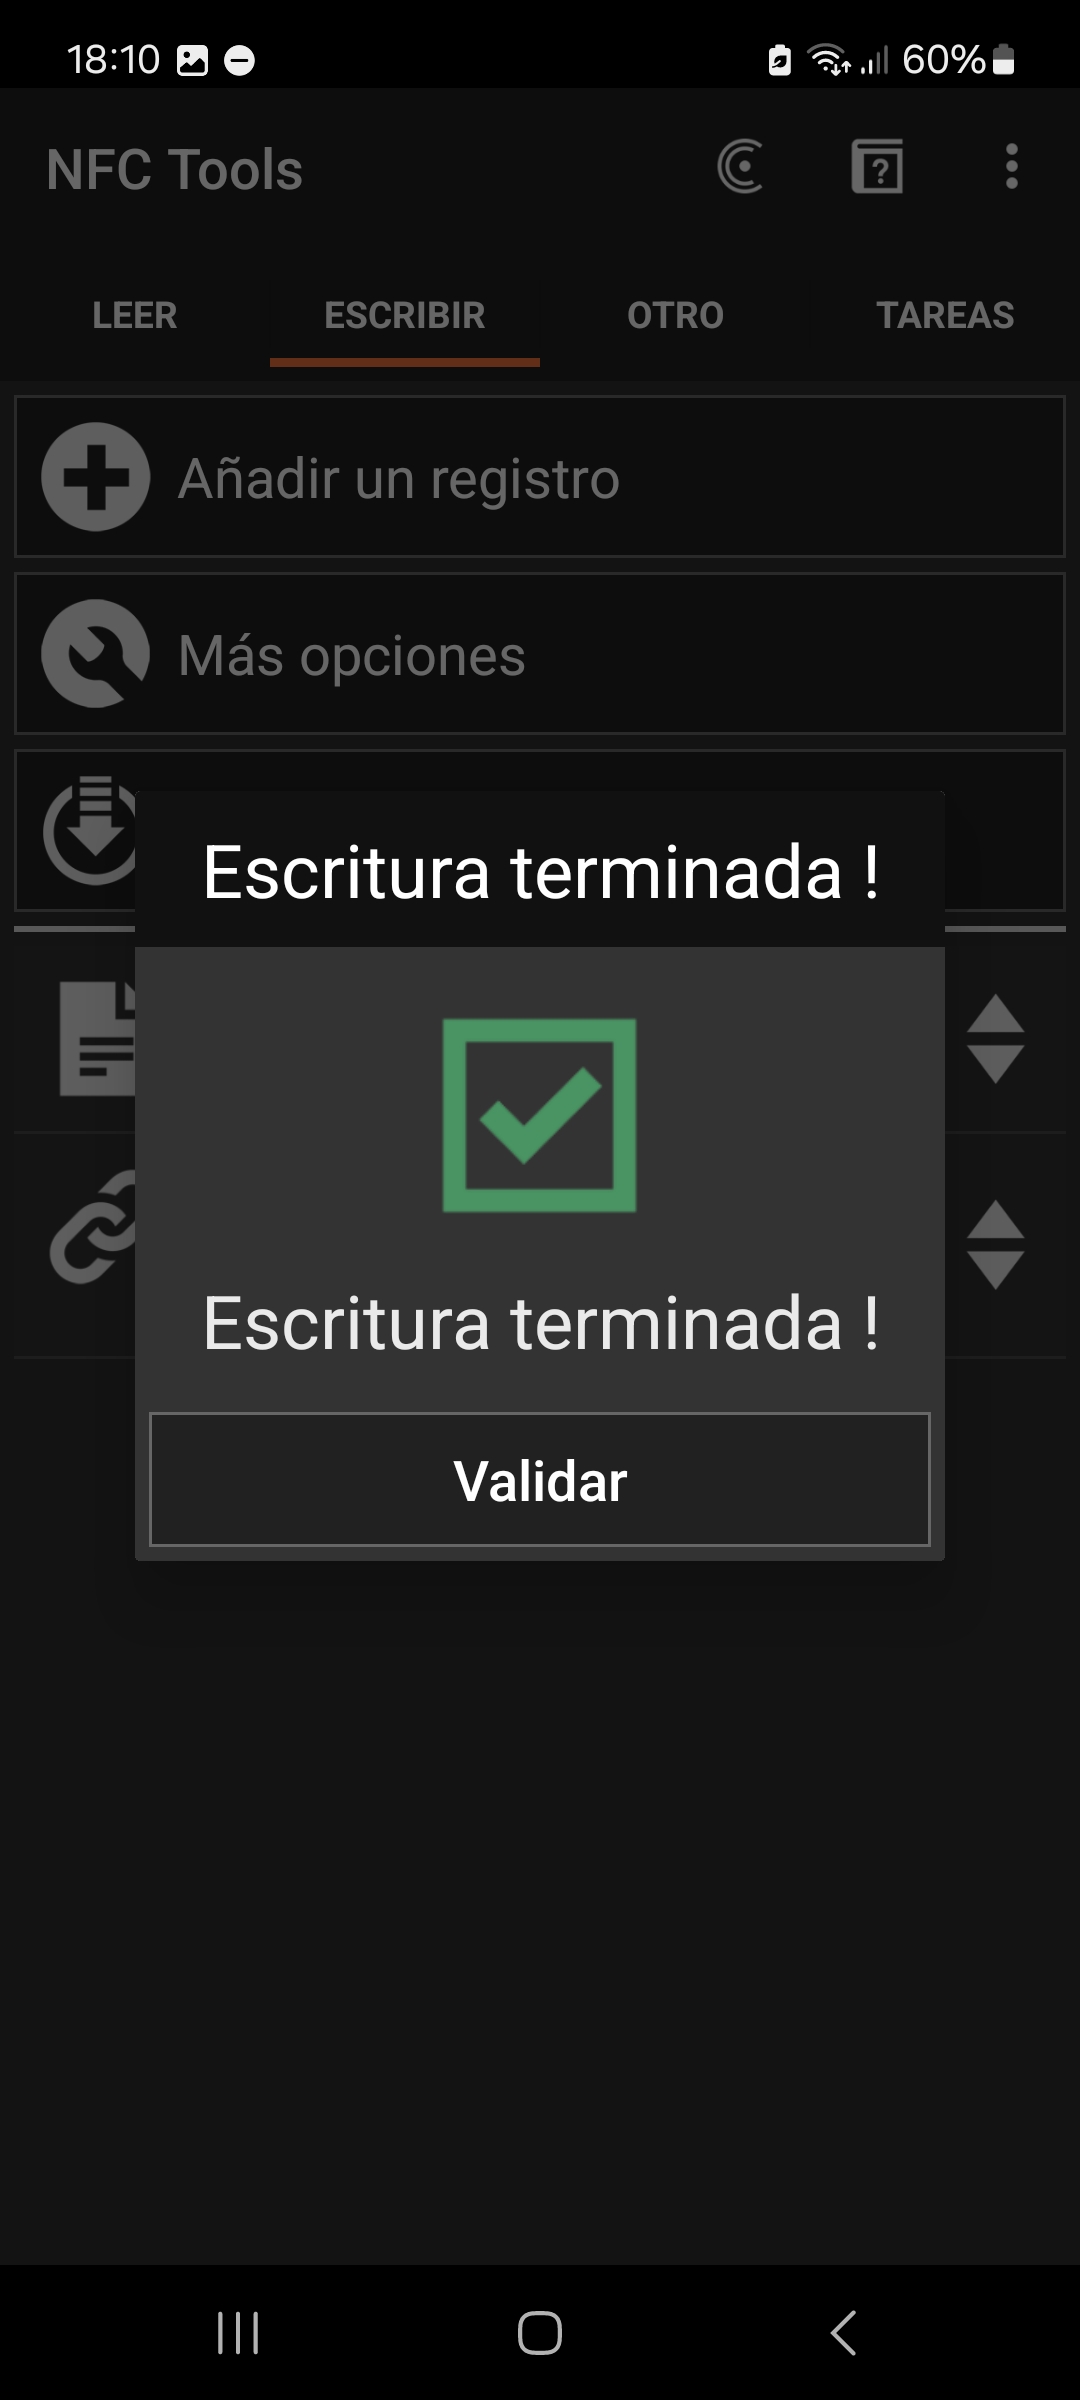 18:10 60%
NFC Tools
LEER ESCRIBIR OTRO TAREAS
Añadir un registro
Más opciones
Escritura terminada !
Escritura terminada !
Validar